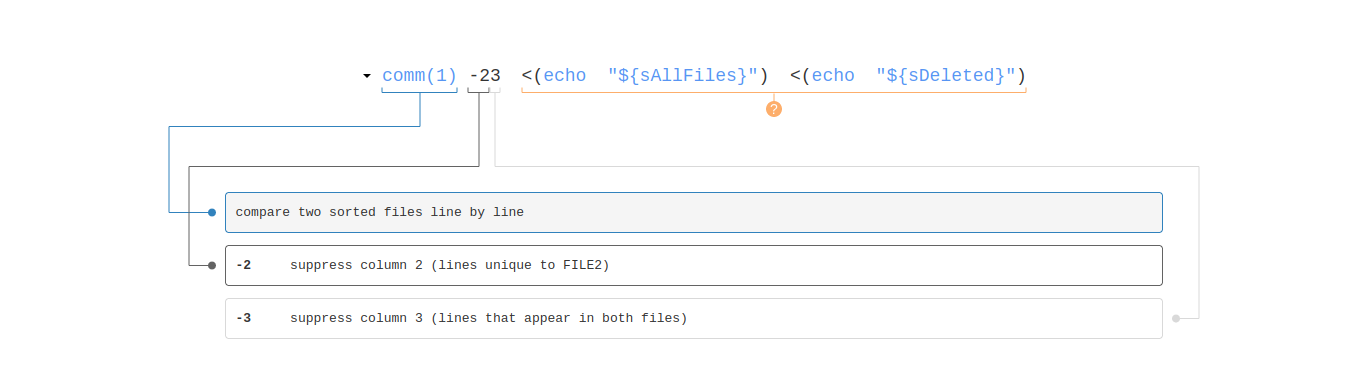 comm(1) -23 <(echo "${sAllFiles}") <(echo "${sDeleted}")
?
compare two sorted files line by line
-2 suppress column 2 (lines unique to FILE2)
-3 suppress column 3 (lines that appear in both files)